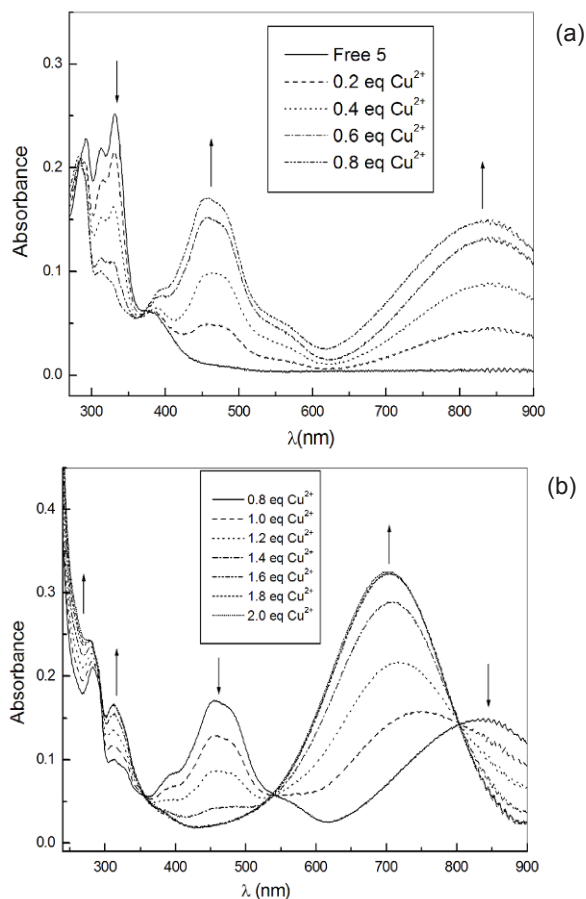 (a)
Free 5
0.2 eq Cu²⁺
0.4 eq Cu²⁺
0.6 eq Cu²⁺
0.8 eq Cu²⁺
0.3
0.2
0.1
0.0
Absorbance
300 400 500 600 700 800 900
λ(nm)
(b)
0.8 eq Cu²⁺
1.0 eq Cu²⁺
1.2 eq Cu²⁺
1.4 eq Cu²⁺
1.6 eq Cu²⁺
1.8 eq Cu²⁺
2.0 eq Cu²⁺
0.4
0.3
0.2
0.1
0.0
Absorbance
300 400 500 600 700 800 900
λ (nm)